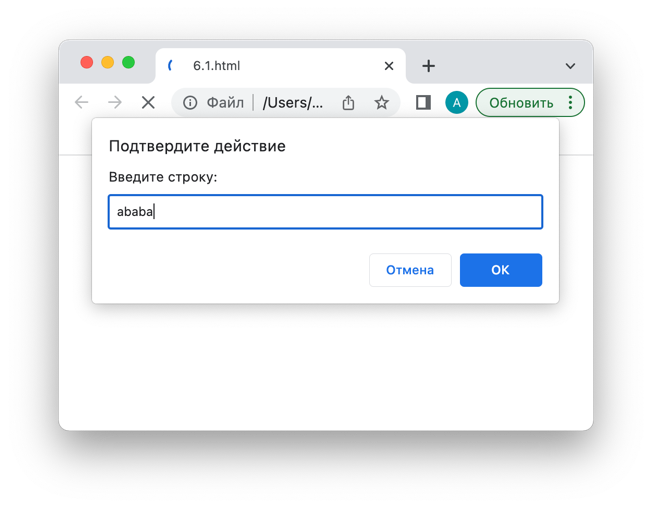 6.1.html
Файл /Users/... A Обновить
Подтвердите действие
Введите строку:
ababa
Отмена OK